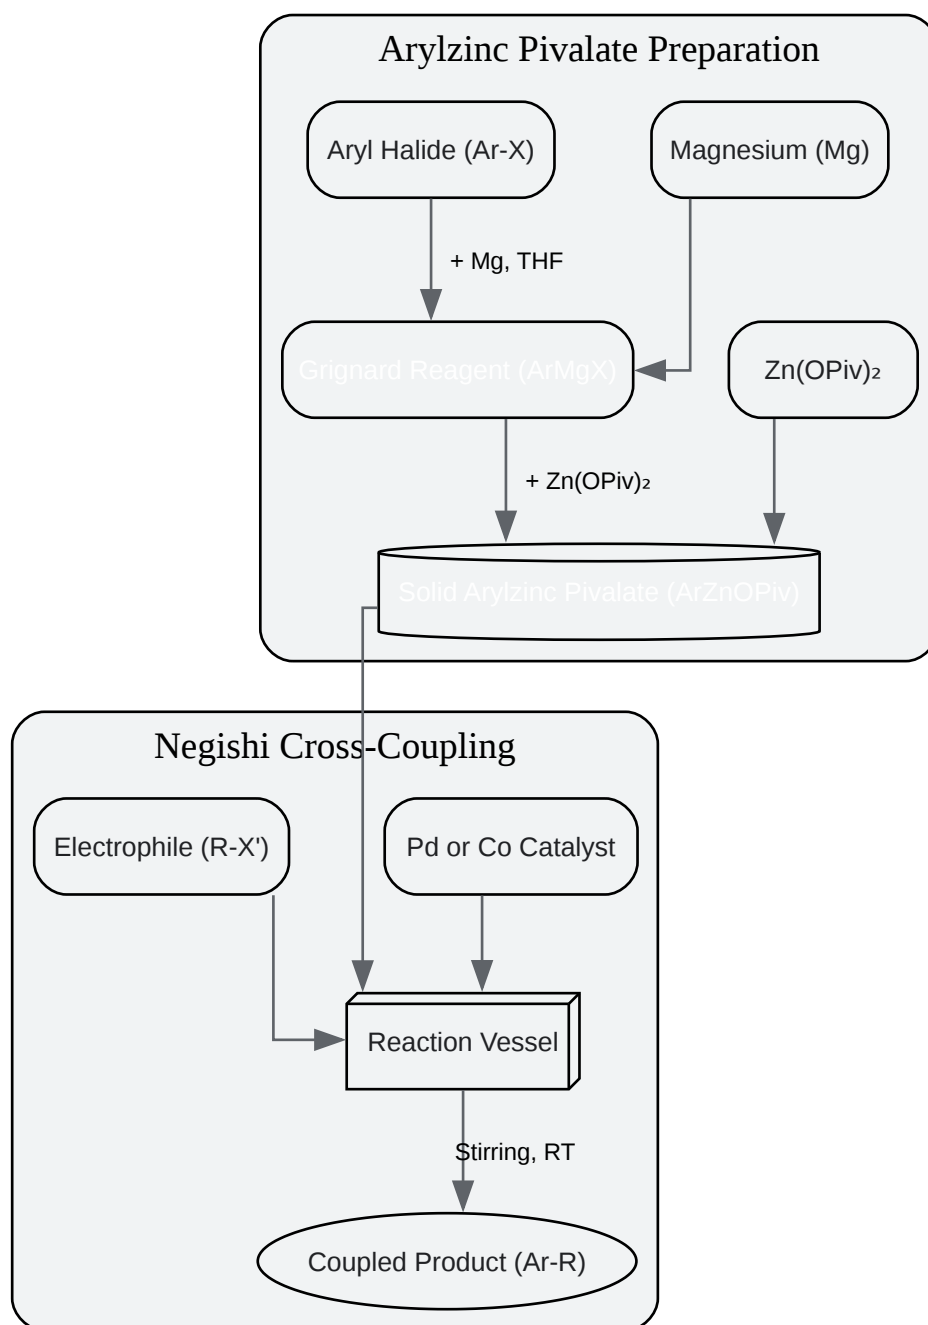 Arylzinc Pivalate Preparation
Aryl Halide (Ar-X)
Magnesium (Mg)
+ Mg, THF
Grignard Reagent (ArMgX)
Zn(OPiv)₂
+ Zn(OPiv)₂
Solid Arylzinc Pivalate (ArZnOPiv)
Negishi Cross-Coupling
Electrophile (R-X')
Pd or Co Catalyst
Reaction Vessel
Stirring, RT
Coupled Product (Ar-R)